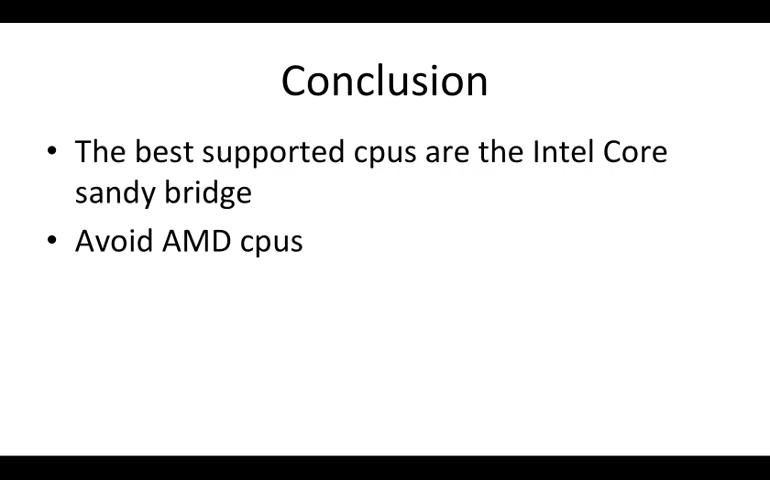 Conclusion
• The best supported cpus are the Intel Core
sandy bridge
• Avoid AMD cpus